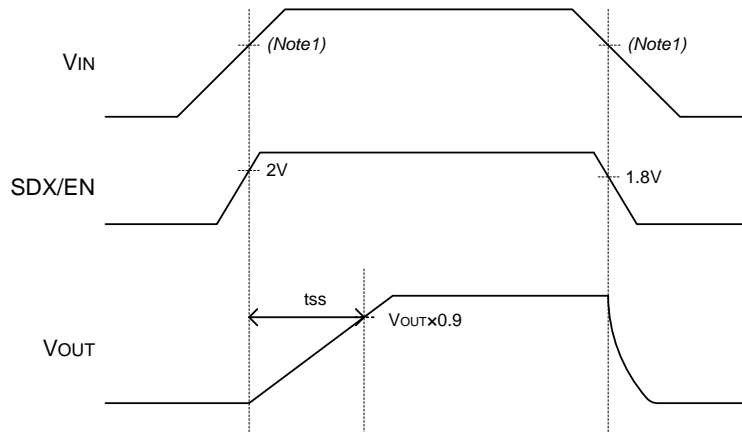 (Note1)
(Note1)
VIN
2V
1.8V
SDX/EN
tss
VOUT×0.9
VOUT